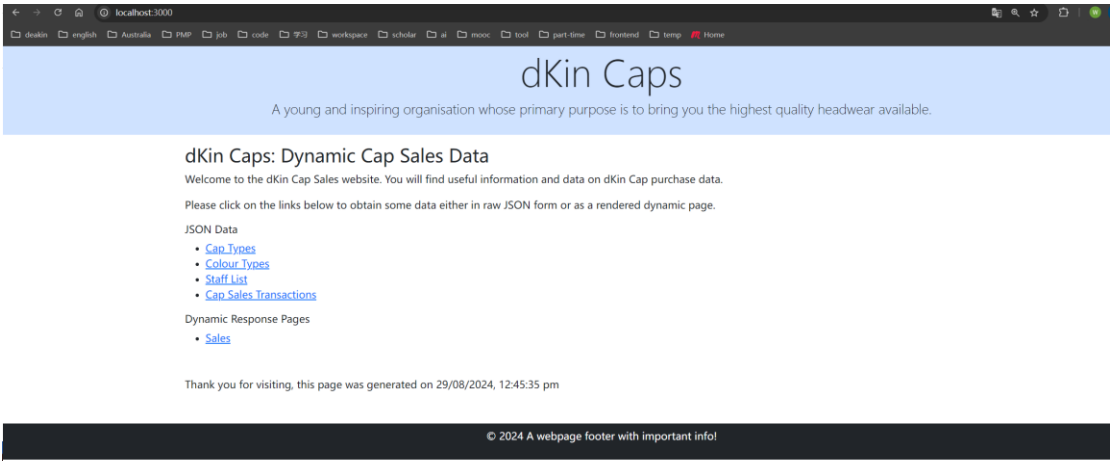 localhost:3000
deakin english Australia PMP job code 学习 workspace scholar ai mooc tool part-time frontend temp Home
dKin Caps
A young and inspiring organisation whose primary purpose is to bring you the highest quality headwear available.
dKin Caps: Dynamic Cap Sales Data
Welcome to the dKin Cap Sales website. You will find useful information and data on dKin Cap purchase data.
Please click on the links below to obtain some data either in raw JSON form or as a rendered dynamic page.
JSON Data
• Cap Types
• Colour Types
• Staff List
• Cap Sales Transactions
Dynamic Response Pages
• Sales
Thank you for visiting, this page was generated on 29/08/2024, 12:45:35 pm
© 2024 A webpage footer with important info!